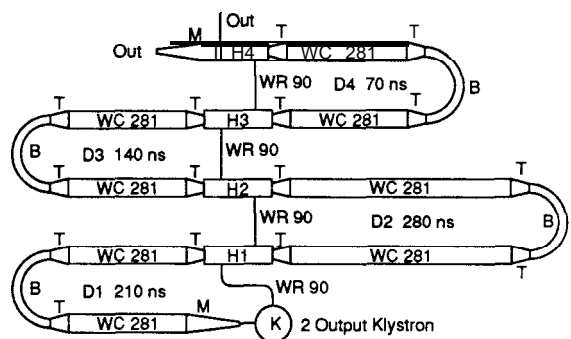 Out
M T T
Out H4 WC 281
WR 90 D4 70 ns B
T T T T
WC 281 H3 WC 281
B D3 140 ns WR 90
T T T
WC 281 H2 WC 281
WR 90 D2 280 ns B
T T T
WC 281 H1 WC 281
T
B D1 210 ns WR 90
T M
WC 281 K 2 Output Klystron